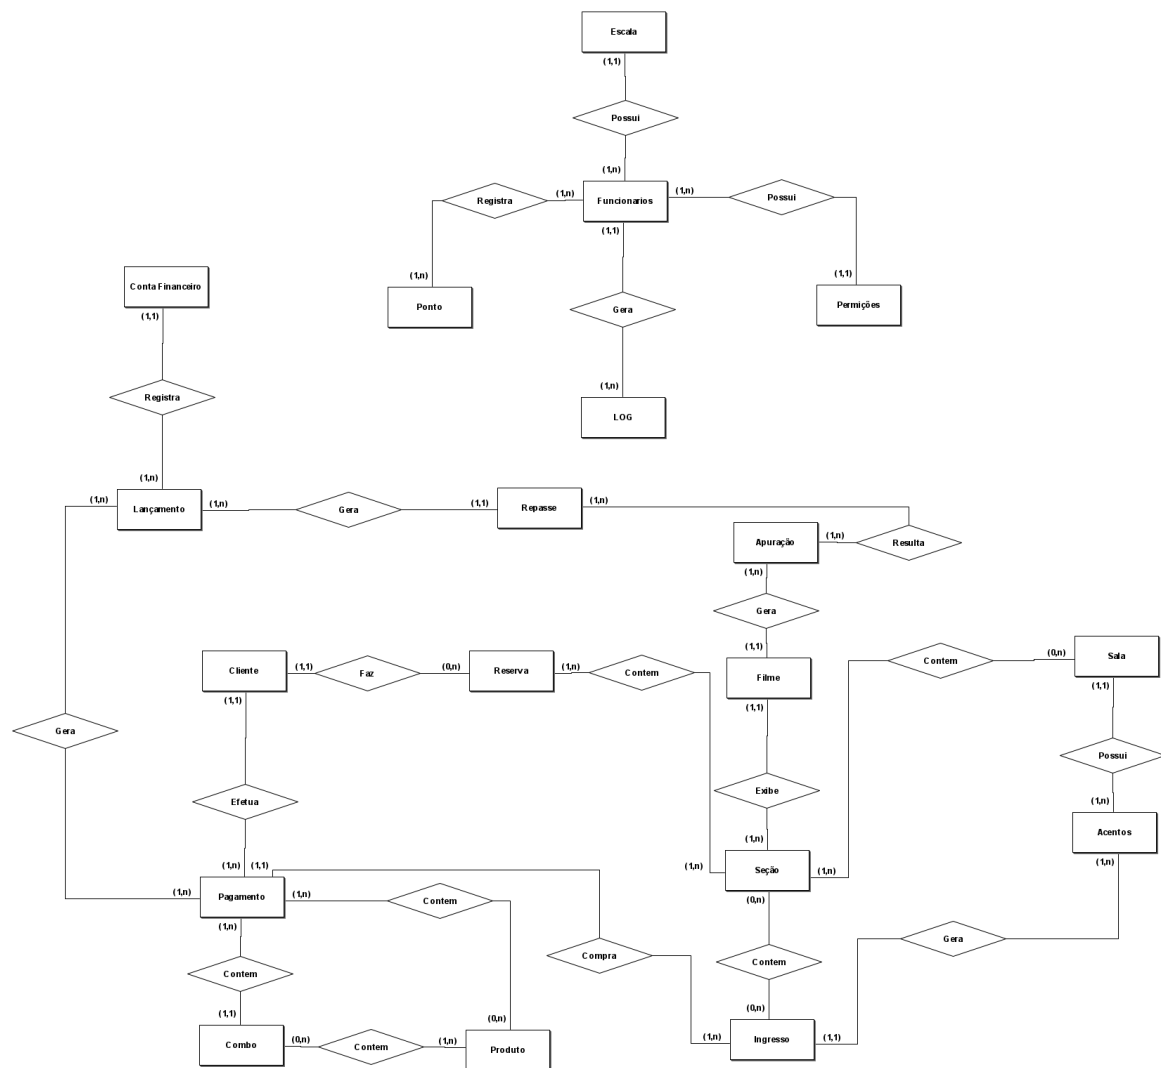 Escala
(1,1)
Possui
(1,n)
Registra
(1,n)
Funcionarios
(1,n)
Possui
(1,1)
(1,n)
Ponto
Gera
(1,1)
Permições
(1,n)
LOG
Conta Financeiro
(1,1)
Registra
(1,n)
(1,n)
Lançamento
(1,n)
Gera
(1,1)
Repasse
(1,n)
Apuração
(1,n)
Resulta
(1,n)
Gera
(1,1)
Filme
(1,1)
Cliente
(1,1)
Faz
(0,n)
Reserva
(1,n)
Contem
Contem
(0,n)
Sala
(1,1)
(1,1)
Gera
Possui
Efetua
Exibe
(1,n)
(1,n)
Acentos
(1,n)
(1,n)
(1,1)
(1,n)
Seção
(1,n)
(0,n)
(1,n)
Pagamento
(1,n)
Contem
(1,n)
Contem
Compra
Contem
Gera
(1,1)
Combo
(0,n)
Contem
(1,n)
(0,n)
Produto
(1,n)
(0,n)
Ingresso
(1,1)